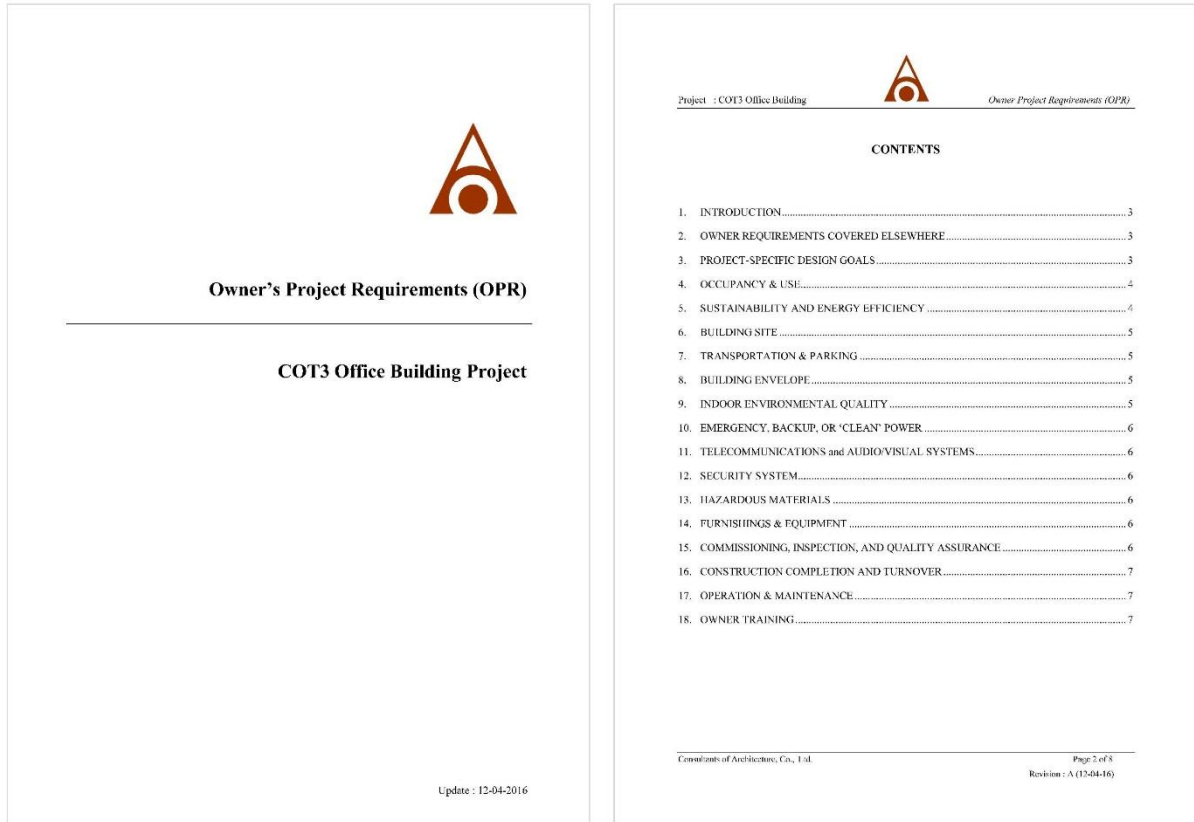 Owner's Project Requirements (OPR)
COT3 Office Building Project
Update : 12-04-2016
Project : COT3 Office Building
Owner Project Requirements (OPR)
CONTENTS
1. INTRODUCTION 3
2. OWNER REQUIREMENTS COVERED ELSEWHERE 3
3. PROJECT-SPECIFIC DESIGN GOALS 3
4. OCCUPANCY & USE 4
5. SUSTAINABILITY AND ENERGY EFFICIENCY 4
6. BUILDING SITE 5
7. TRANSPORTATION & PARKING 5
8. BUILDING ENVELOPE 5
9. INDOOR ENVIRONMENTAL QUALITY 5
10. EMERGENCY, BACKUP, OR 'CLEAN' POWER 6
11. TELECOMMUNICATIONS and AUDIO/VISUAL SYSTEMS 6
12. SECURITY SYSTEM 6
13. HAZARDOUS MATERIALS 6
14. FURNISHINGS & EQUIPMENT 6
15. COMMISSIONING, INSPECTION, AND QUALITY ASSURANCE 6
16. CONSTRUCTION COMPLETION AND TURNOVER 7
17. OPERATION & MAINTENANCE 7
18. OWNER TRAINING 7
Consultants of Architecture, Co., Ltd.
Page 2 of 8
Revision : A (12-04-16)